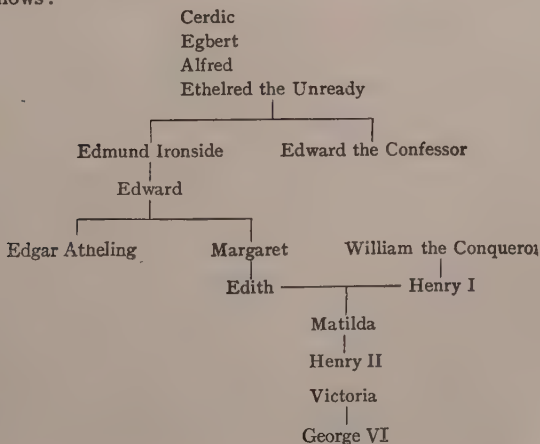 Cerdic
Egbert
Alfred
Ethelred the Unready
Edmund Ironside Edward the Confessor
Edward
Edgar Atheling Margaret William the Conqueror
Edith Henry I
Matilda
Henry II
Victoria
George VI